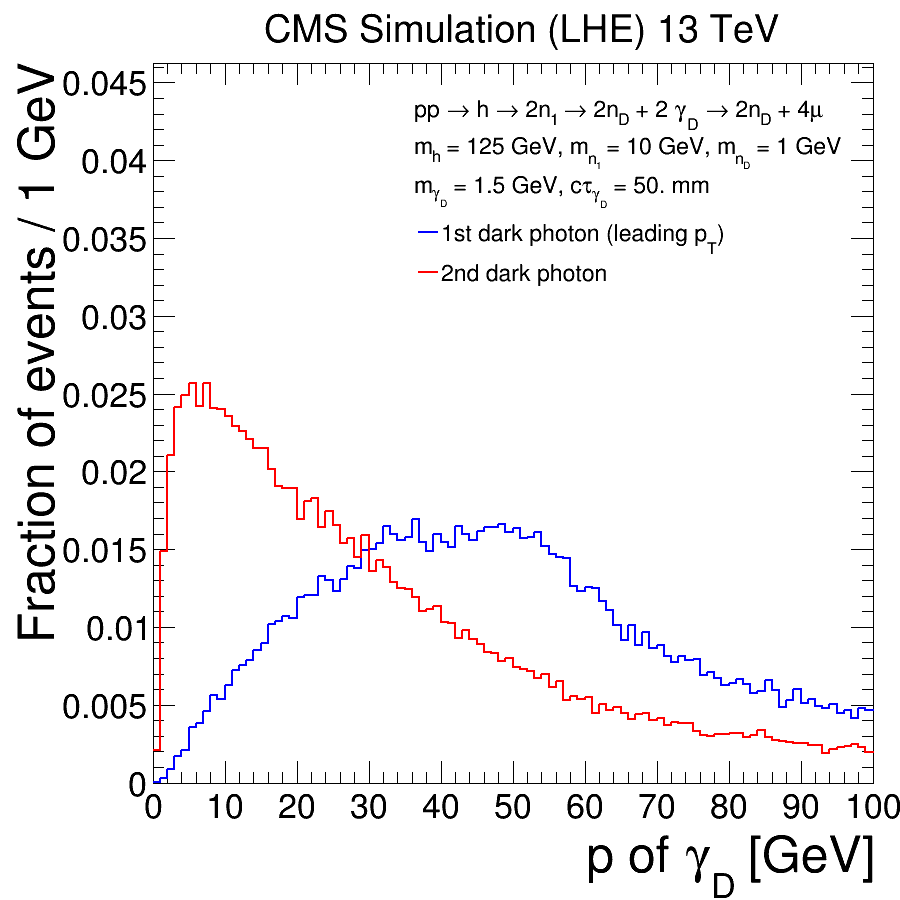 CMS Simulation (LHE) 13 TeV
Fraction of events / 1 GeV
0.045
0.04
0.035
0.03
0.025
0.02
0.015
0.01
0.005
0
pp → h → 2n₁ → 2n_D + 2 γ_D → 2n_D + 4μ
m_h = 125 GeV, m_n₁ = 10 GeV, m_n_D = 1 GeV
m_γ_D = 1.5 GeV, cτ_γ_D = 50. mm
1st dark photon (leading p_T)
2nd dark photon
0 10 20 30 40 50 60 70 80 90 100
p of γ_D [GeV]